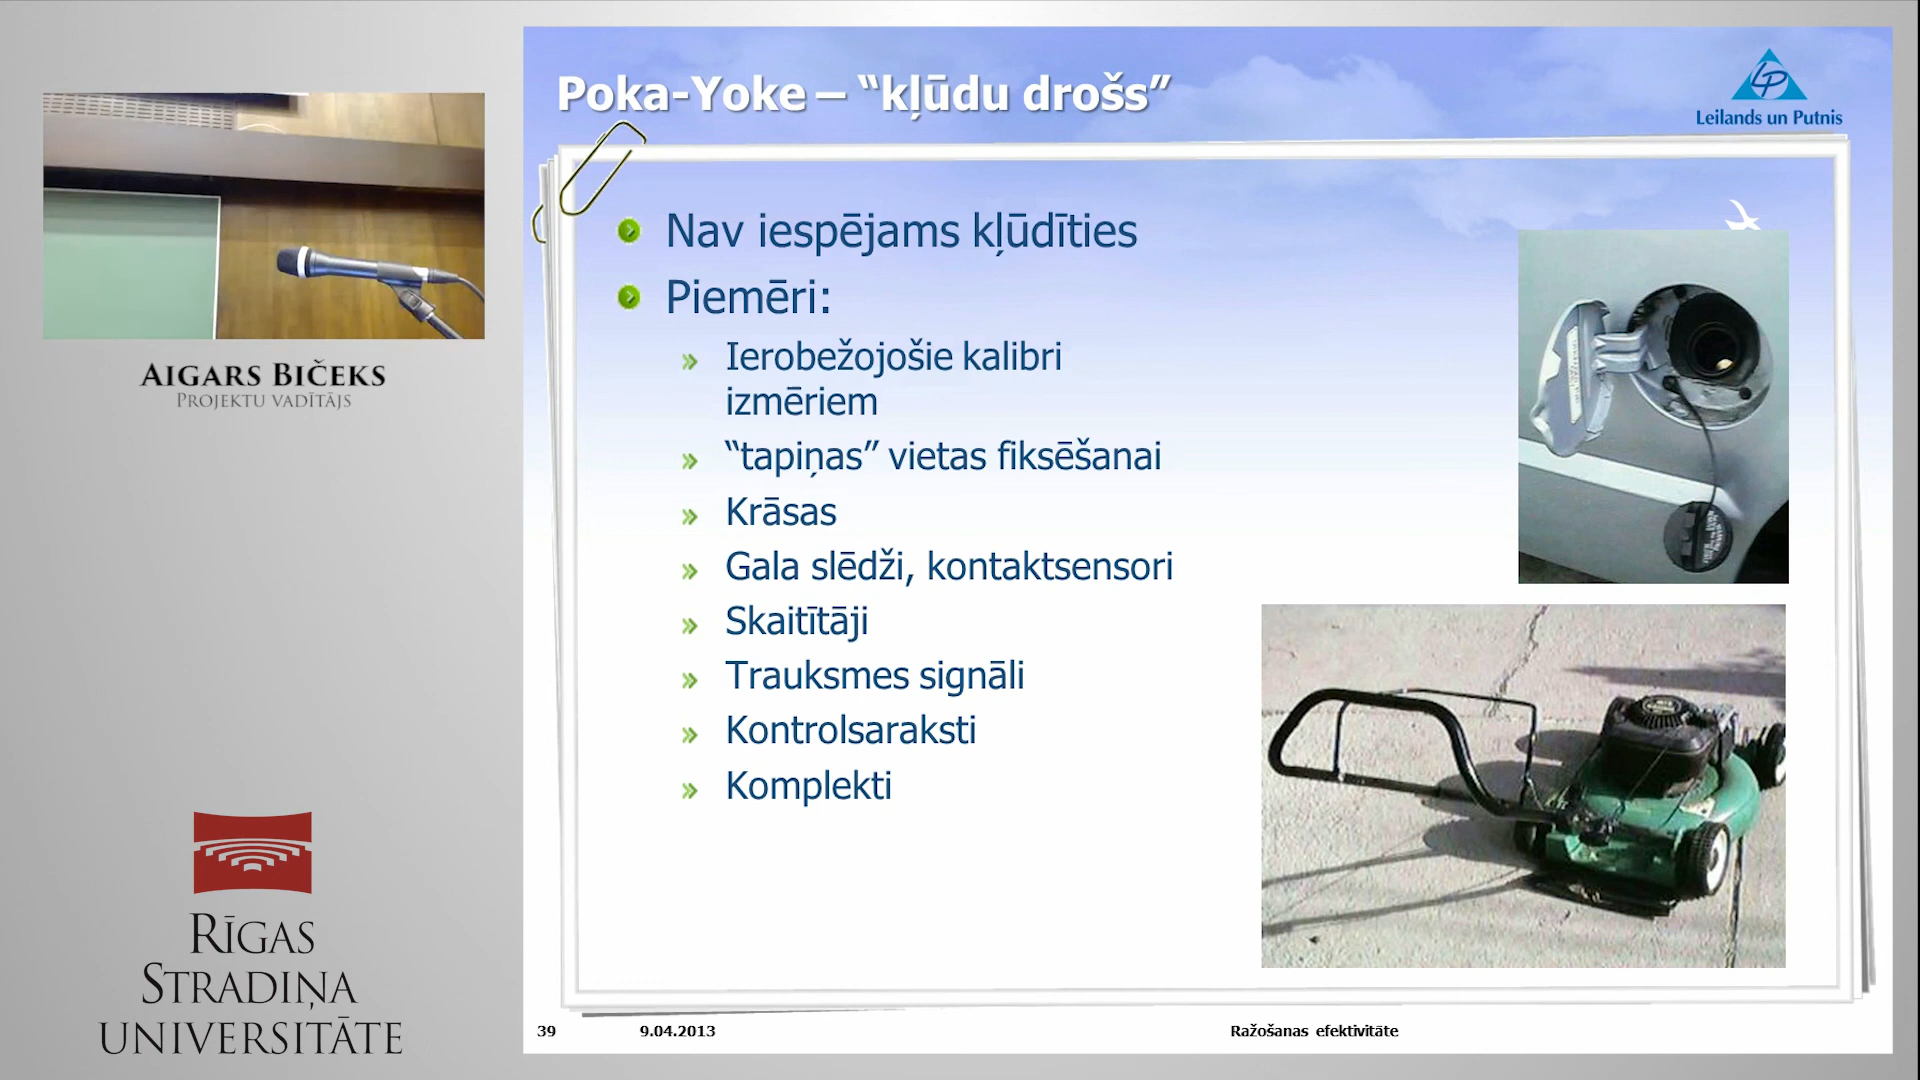 Poka-Yoke – “kļūdu drošs”
LP
Leilands un Putnis
Nav iespējams kļūdīties
Piemēri:
Ierobežojošie kalibri
izmēriem
“tapiņas” vietas fiksēšanai
Krāsas
Gala slēdži, kontaktsensori
Skaitītāji
Trauksmes signāli
Kontrolsaraksti
Komplekti
39
9.04.2013
Ražošanas efektivitāte
Aigars Bičeks
Projektu vadītājs
Rīgas
Stradiņa
universitāte